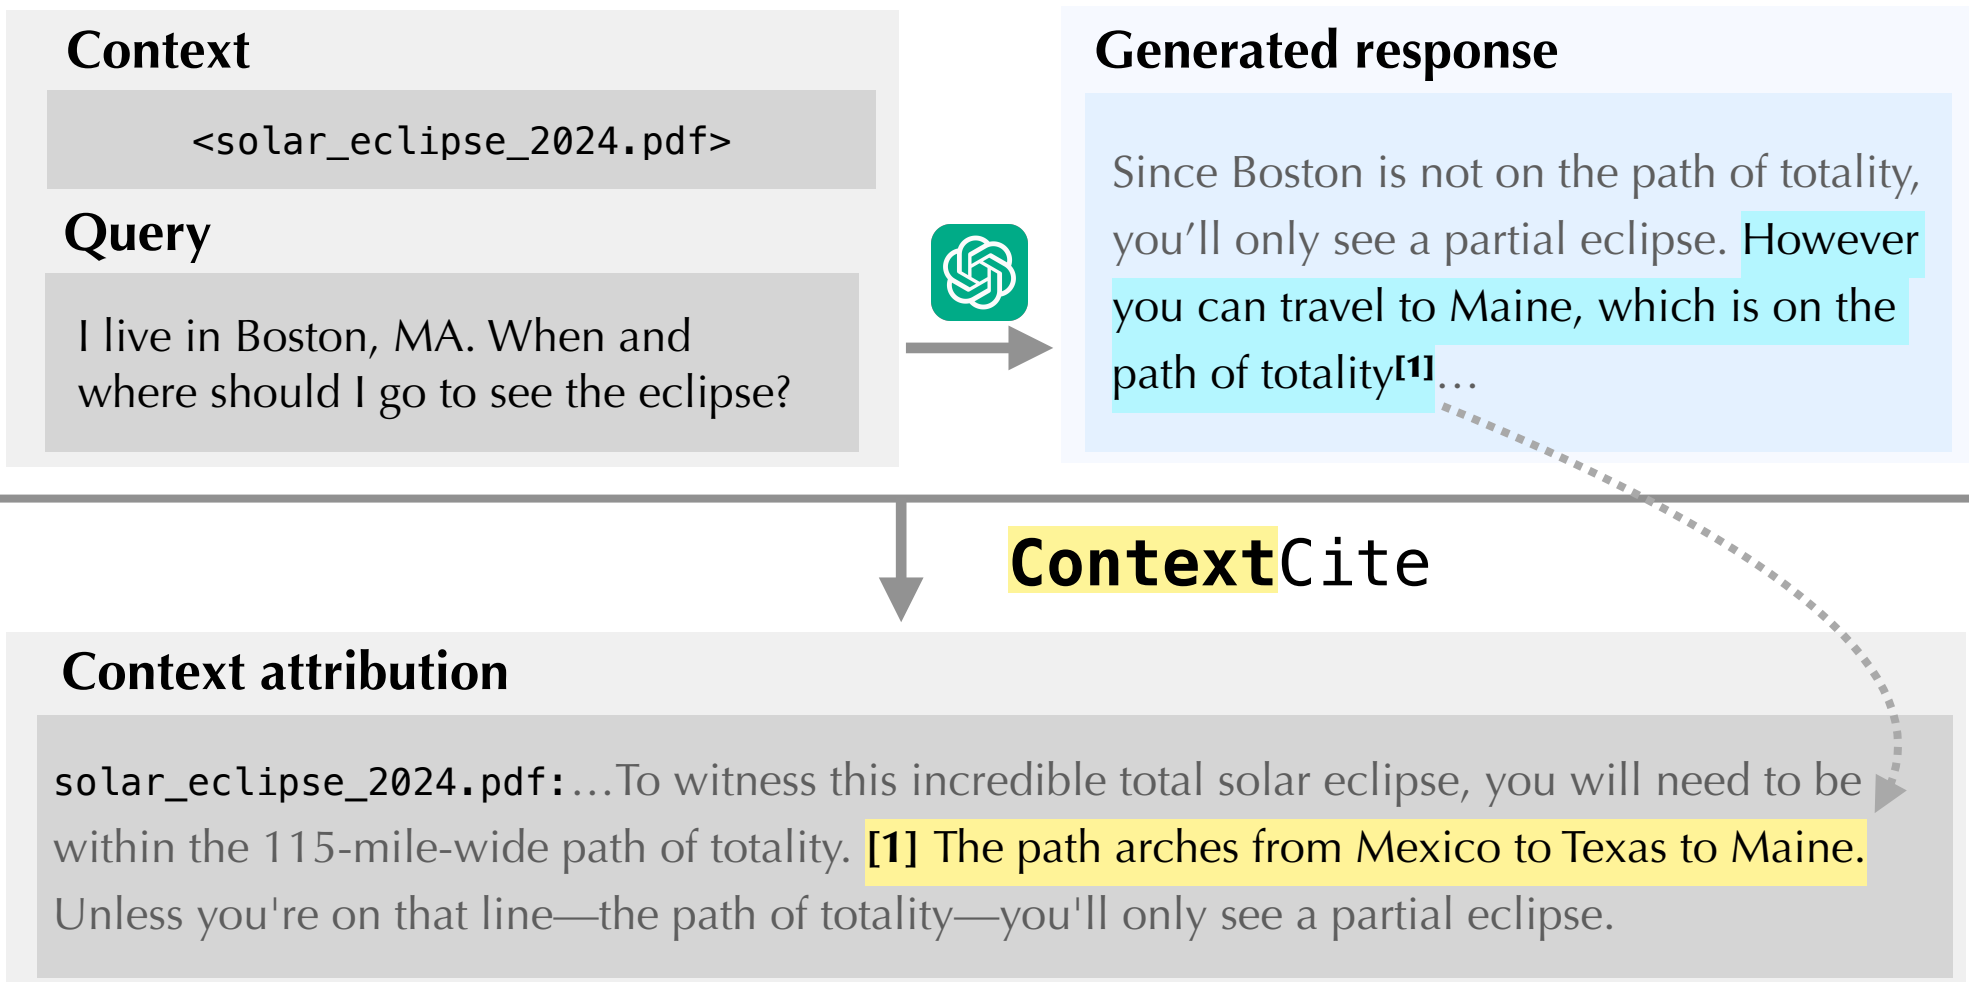 Context
<solar_eclipse_2024.pdf>
Query
I live in Boston, MA. When and
where should I go to see the eclipse?
Generated response
Since Boston is not on the path of totality,
you’ll only see a partial eclipse. However
you can travel to Maine, which is on the
path of totality[1]…
ContextCite
Context attribution
solar_eclipse_2024.pdf:…To witness this incredible total solar eclipse, you will need to be
within the 115-mile-wide path of totality. [1] The path arches from Mexico to Texas to Maine.
Unless you're on that line—the path of totality—you'll only see a partial eclipse.